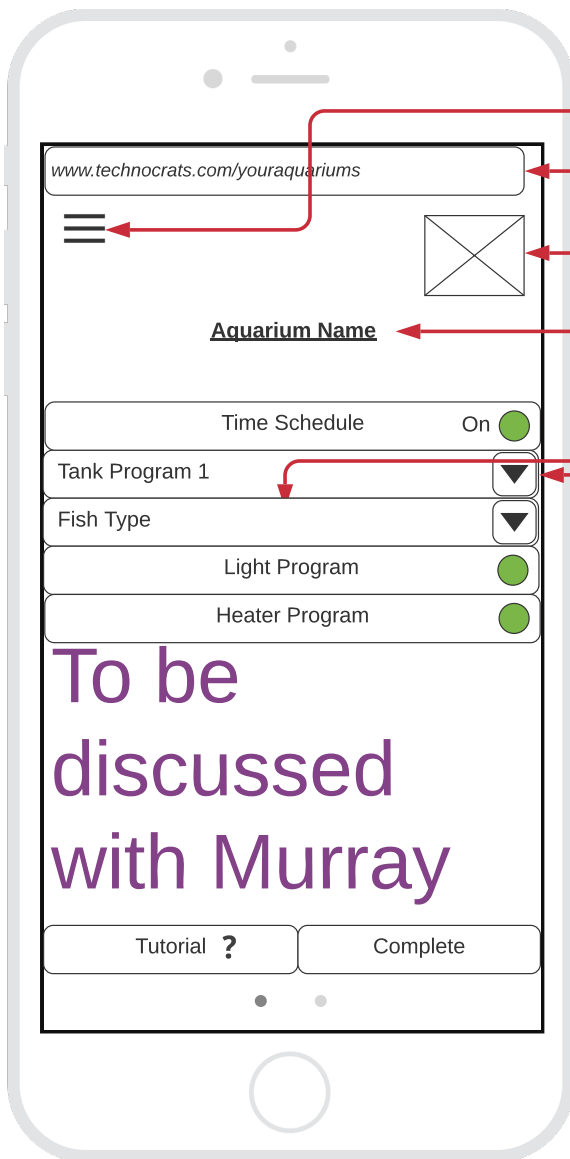 www.technocrats.com/youraquariums
Aquarium Name
Time Schedule On
Tank Program 1
Fish Type
Light Program
Heater Program
To be
discussed
with Murray
Tutorial ? Complete